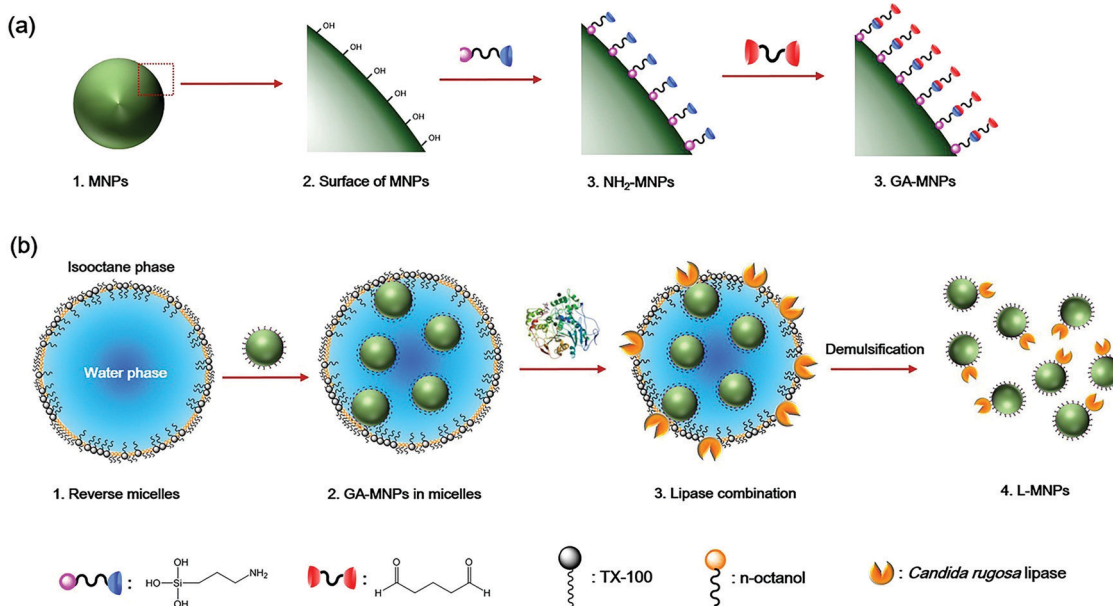 (a)
OH
OH
OH
OH
OH
OH
1. MNPs
2. Surface of MNPs
3. NH₂-MNPs
3. GA-MNPs
(b)
Isooctane phase
Water phase
Demulsification
1. Reverse micelles
2. GA-MNPs in micelles
3. Lipase combination
4. L-MNPs
:
OH
HO Si NH₂
OH
:
O O
H H
: TX-100
: n-octanol
: Candida rugosa lipase